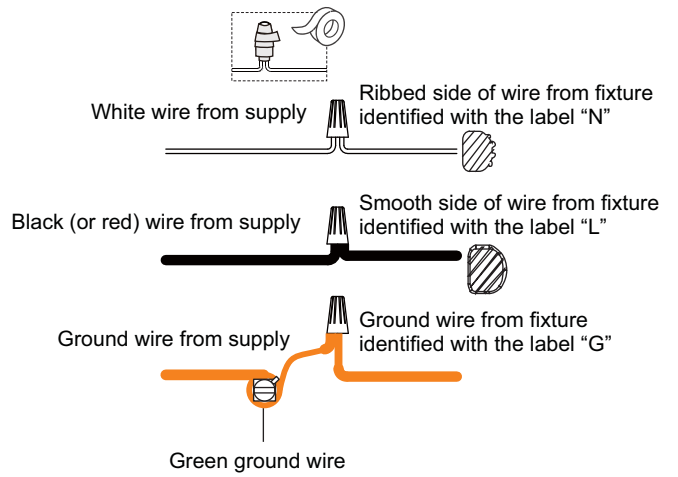 White wire from supply
Ribbed side of wire from fixture
identified with the label “N”
Black (or red) wire from supply
Smooth side of wire from fixture
identified with the label “L”
Ground wire from supply
Ground wire from fixture
identified with the label “G”
Green ground wire